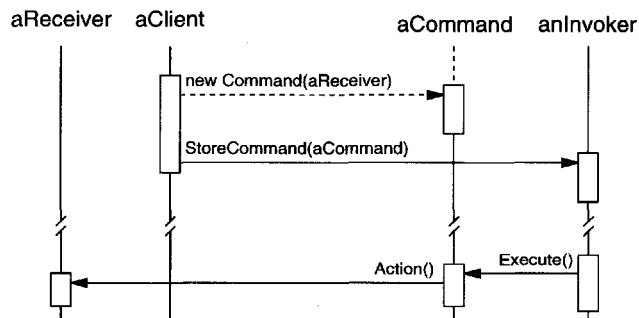 aReceiver aClient aCommand anInvoker
new Command(aReceiver)
StoreCommand(aCommand)
Action() Execute()